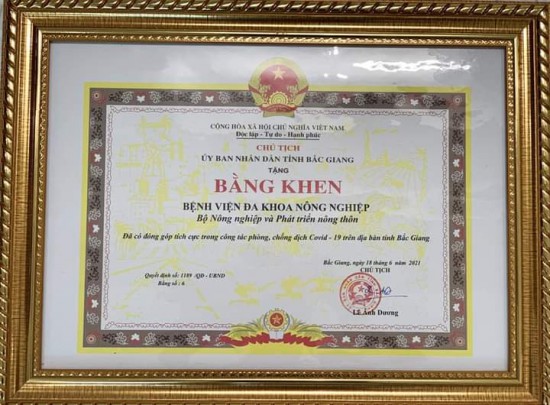 CỘNG HÒA XÃ HỘI CHỦ NGHĨA VIỆT NAM
Độc lập - Tự do - Hạnh phúc
CHỦ TỊCH
ỦY BAN NHÂN DÂN TỈNH BẮC GIANG
TẶNG
BẰNG KHEN
BỆNH VIỆN ĐA KHOA NÔNG NGHIỆP
Bộ Nông nghiệp và Phát triển nông thôn
Đã có đóng góp tích cực trong công tác phòng, chống dịch Covid - 19 trên địa bàn tỉnh Bắc Giang
Bắc Giang, ngày 18 tháng 6 năm 2021
Quyết định số: 1189 /QĐ - UBND
CHỦ TỊCH
Bảng số: 6
Lê Ánh Dương